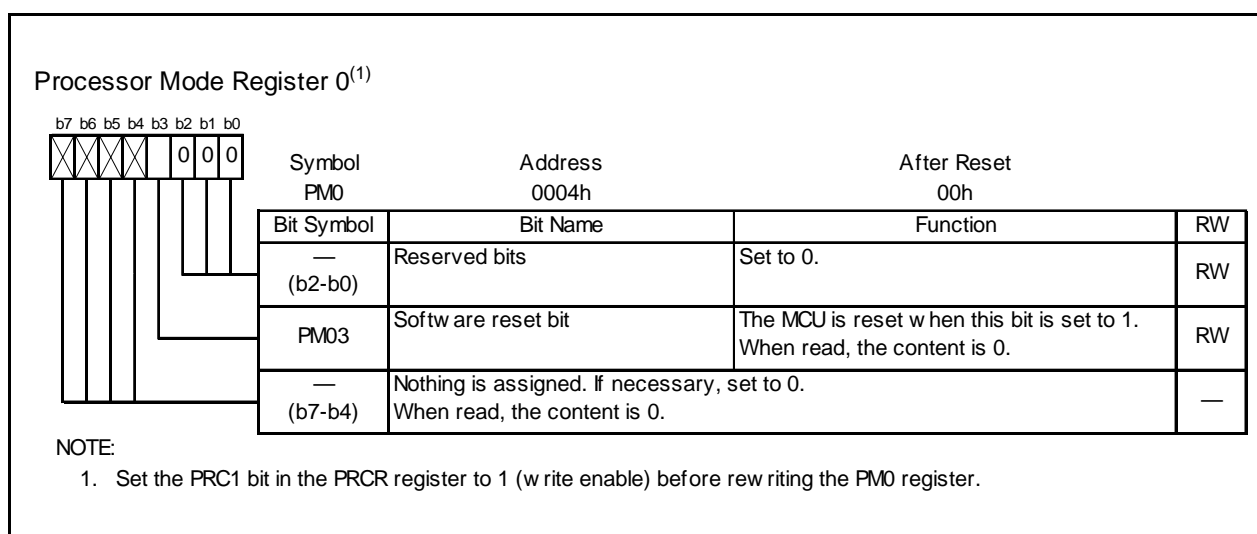 Processor Mode Register 0(1)
b7 b6 b5 b4 b3 b2 b1 b0
0 0 0
Symbol Address After Reset
PM0 0004h 00h
Bit Symbol Bit Name Function RW
— (b2-b0) Reserved bits Set to 0. RW
PM03 Software reset bit The MCU is reset when this bit is set to 1.
When read, the content is 0. RW
— (b7-b4) Nothing is assigned. If necessary, set to 0.
When read, the content is 0. —
NOTE:
1. Set the PRC1 bit in the PRCR register to 1 (write enable) before rewriting the PM0 register.